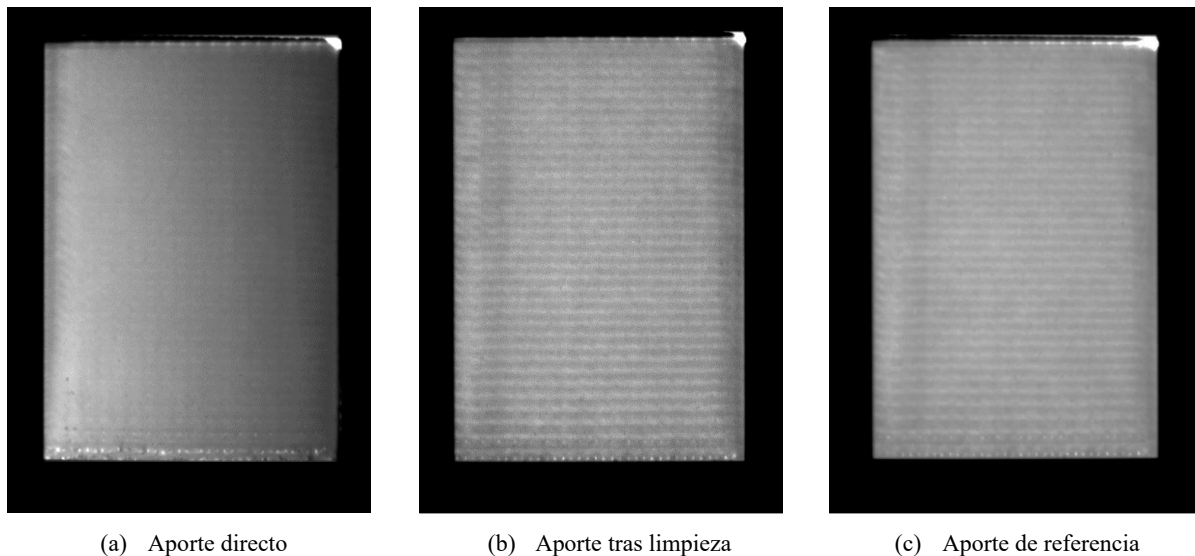 (a) Aporte directo
(b) Aporte tras limpieza
(c) Aporte de referencia